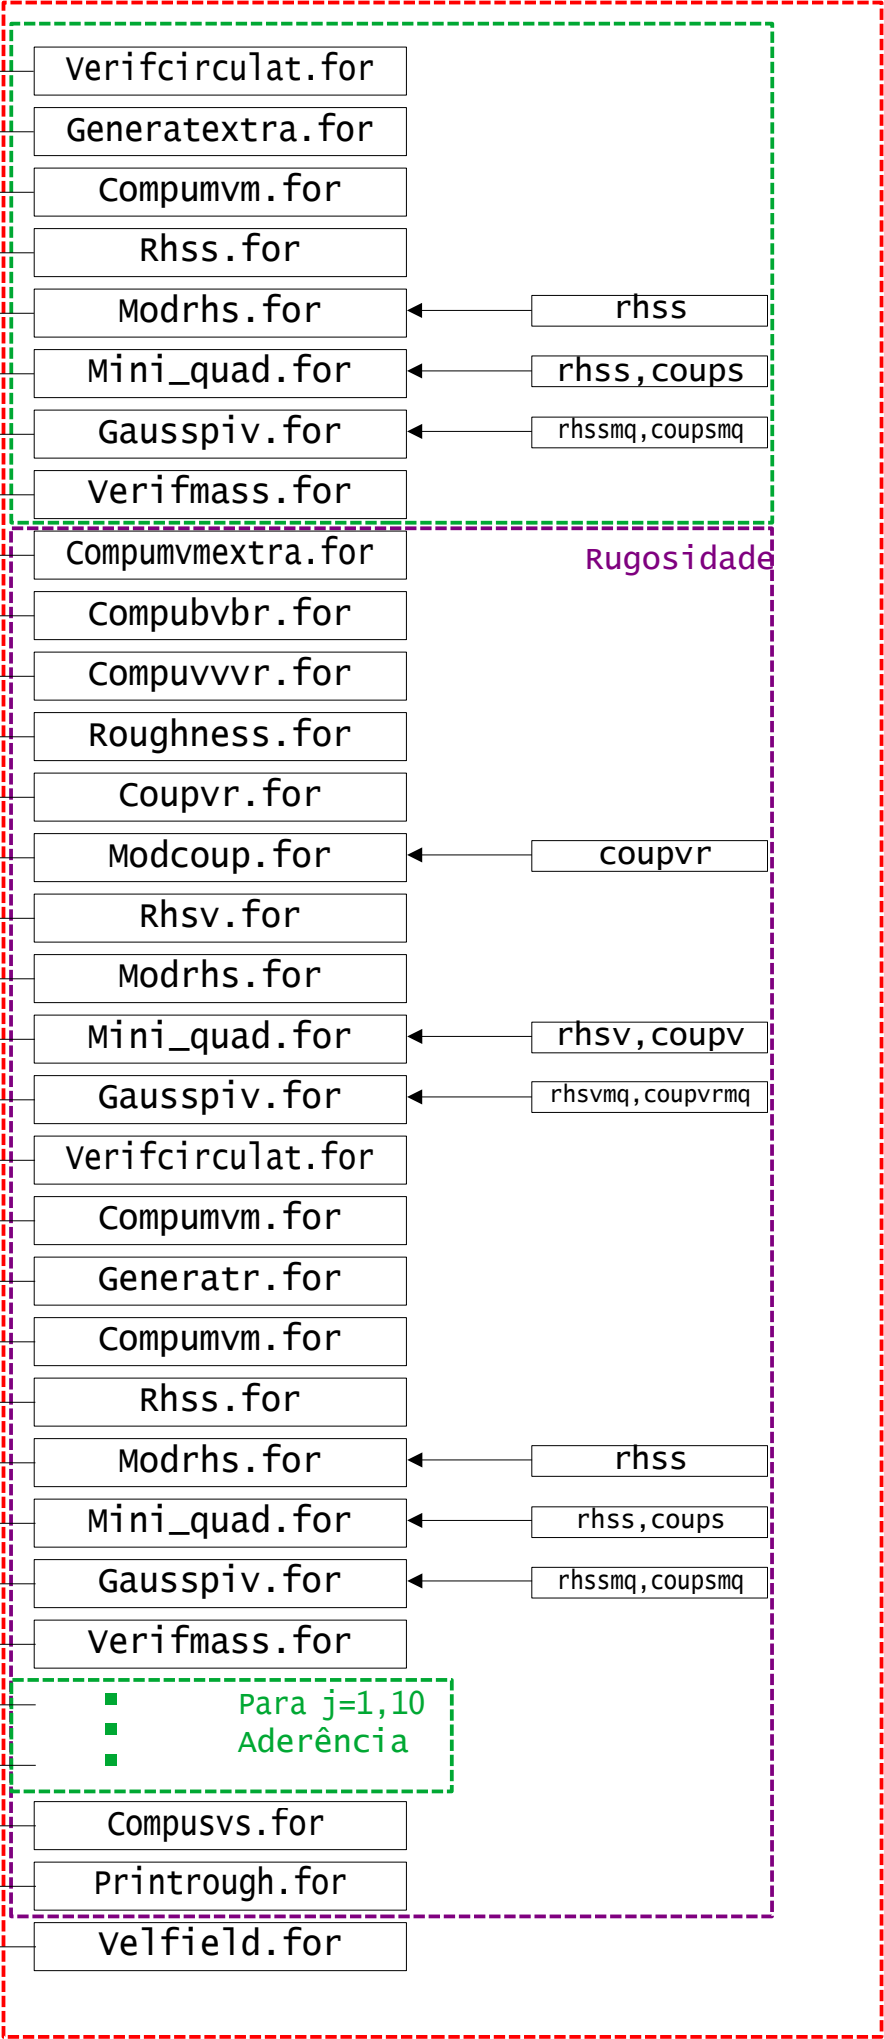 Verifcirculat.for
Generatextra.for
Compumvm.for
Rhss.for
Modrhs.for
rhss
Mini_quad.for
rhss,coups
Gausspiv.for
rhssmq,coupsmq
Verifmass.for
Compumvmextra.for
Rugosidade
Compubvbr.for
Compuvvvr.for
Roughness.for
Coupvr.for
Modcoup.for
coupvr
Rhsv.for
Modrhs.for
Mini_quad.for
rhsv,coupv
Gausspiv.for
rhsvmq,coupvrmq
Verifcirculat.for
Compumvm.for
Generatr.for
Compumvm.for
Rhss.for
Modrhs.for
rhss
Mini_quad.for
rhss,coups
Gausspiv.for
rhssmq,coupsmq
Verifmass.for
Para j=1,10
Aderência
Compusvs.for
Printrough.for
Velfield.for